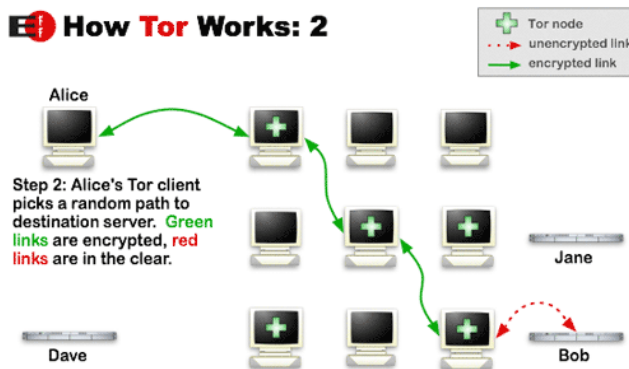 EFF How Tor Works: 2
Tor node
unencrypted link
encrypted link
Alice
Step 2: Alice's Tor client
picks a random path to
destination server. Green
links are encrypted, red
links are in the clear.
Jane
Dave
Bob